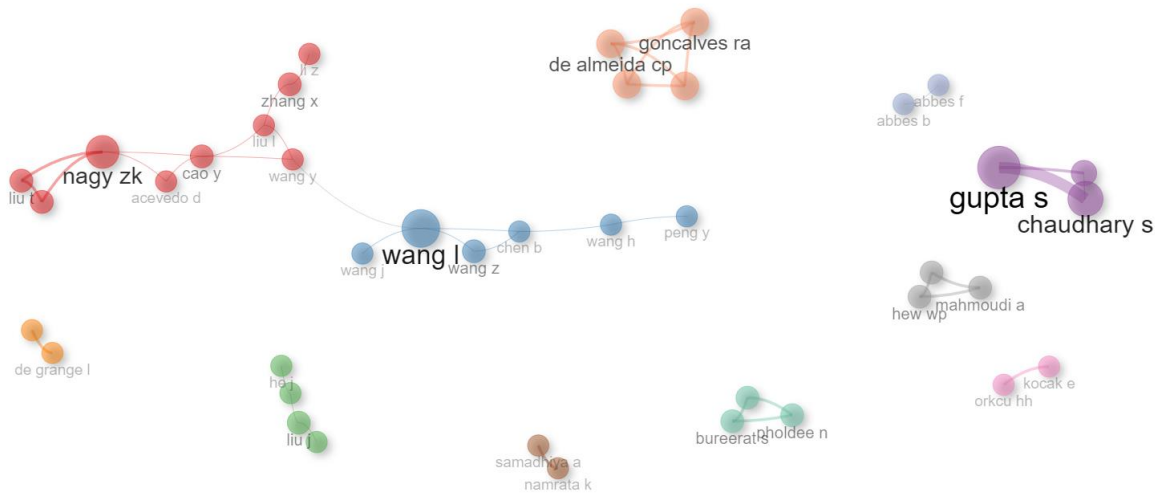 goncalves ra
de almeida cp
li z
zhang x
abbes f
abbes b
liu l
cao y
wang y
nagy zk
liu t
acevedo d
gupta s
chaudhary s
wang l
chen b
wang h
peng y
wang j
wang z
mahmoudi a
hew wp
de grange l
he j
liu j
kocak e
orkcu hh
bureerat s
pholdee n
samadhiya a
namrata k